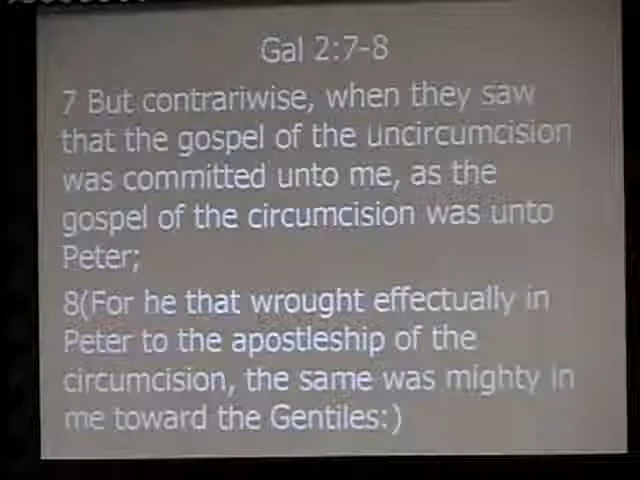 Gal 2:7-8
7 But contrariwise, when they saw
that the gospel of the uncircumcision
was committed unto me, as the
gospel of the circumcision was unto
Peter;
8(For he that wrought effectually in
Peter to the apostleship of the
circumcision, the same was mighty in
me toward the Gentiles:)